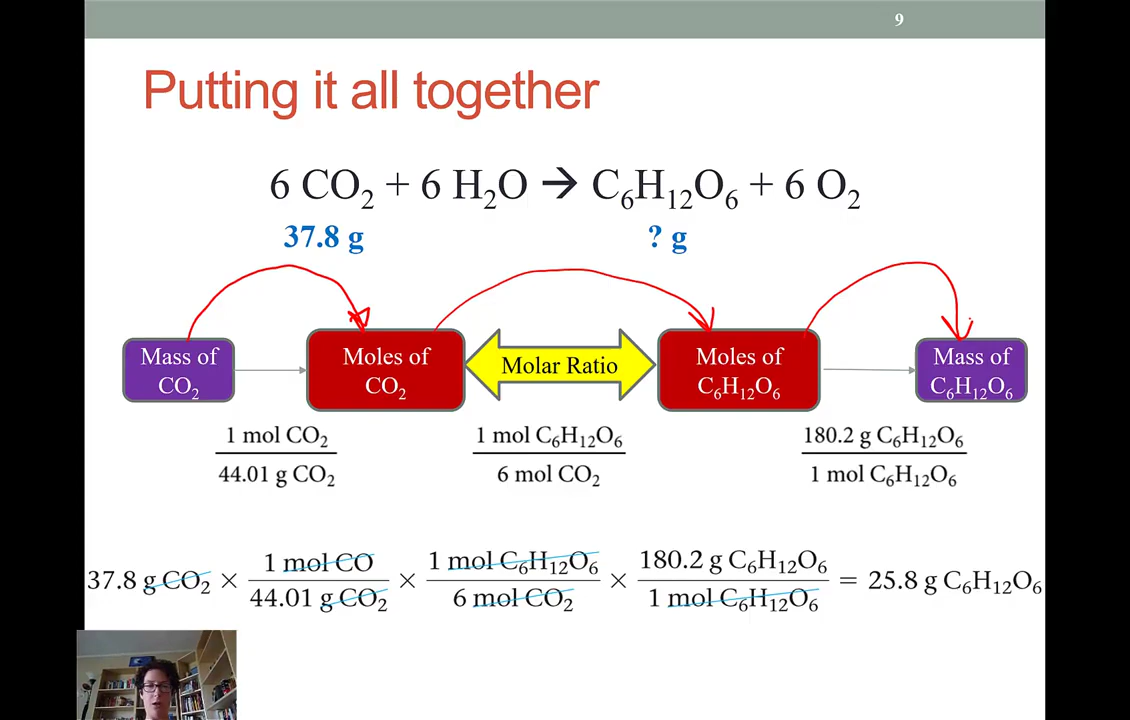 9
Putting it all together
6 CO₂ + 6 H₂O → C₆H₁₂O₆ + 6 O₂
37.8 g ? g
Mass of CO₂
Moles of CO₂
Molar Ratio
Moles of C₆H₁₂O₆
Mass of C₆H₁₂O₆
1 mol CO₂ / 44.01 g CO₂
1 mol C₆H₁₂O₆ / 6 mol CO₂
180.2 g C₆H₁₂O₆ / 1 mol C₆H₁₂O₆
37.8 g CO₂ × 1 mol CO / 44.01 g CO₂ × 1 mol C₆H₁₂O₆ / 6 mol CO₂ × 180.2 g C₆H₁₂O₆ / 1 mol C₆H₁₂O₆ = 25.8 g C₆H₁₂O₆